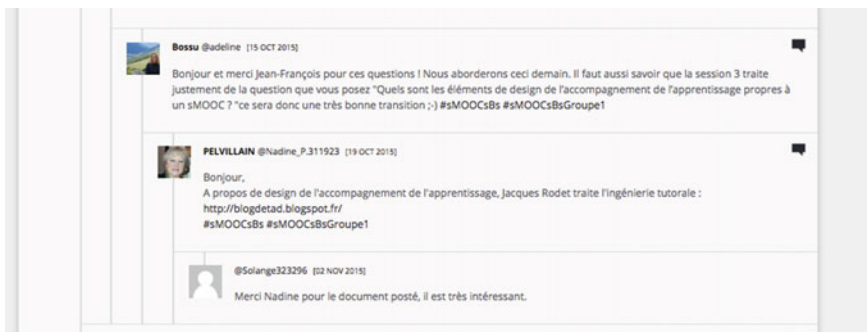 Bossu @adeline [15 OCT 2015]
Bonjour et merci Jean-François pour ces questions ! Nous aborderons ceci demain. Il faut aussi savoir que la session 3 traite
justement de la question que vous posez "Quels sont les éléments de design de l'accompagnement de l'apprentissage propres à
un sMOOC ? "ce sera donc une très bonne transition ;-) #sMOOCsBs #sMOOCsBsGroupe1
PELVILLAIN @Nadine_P.311923 [19 OCT 2015]
Bonjour,
A propos de design de l'accompagnement de l'apprentissage, Jacques Rodet traite l'ingénierie tutorale :
http://blogdetad.blogspot.fr/
#sMOOCsBs #sMOOCsBsGroupe1
@Solange323296 [02 NOV 2015]
Merci Nadine pour le document posté, il est très intéressant.